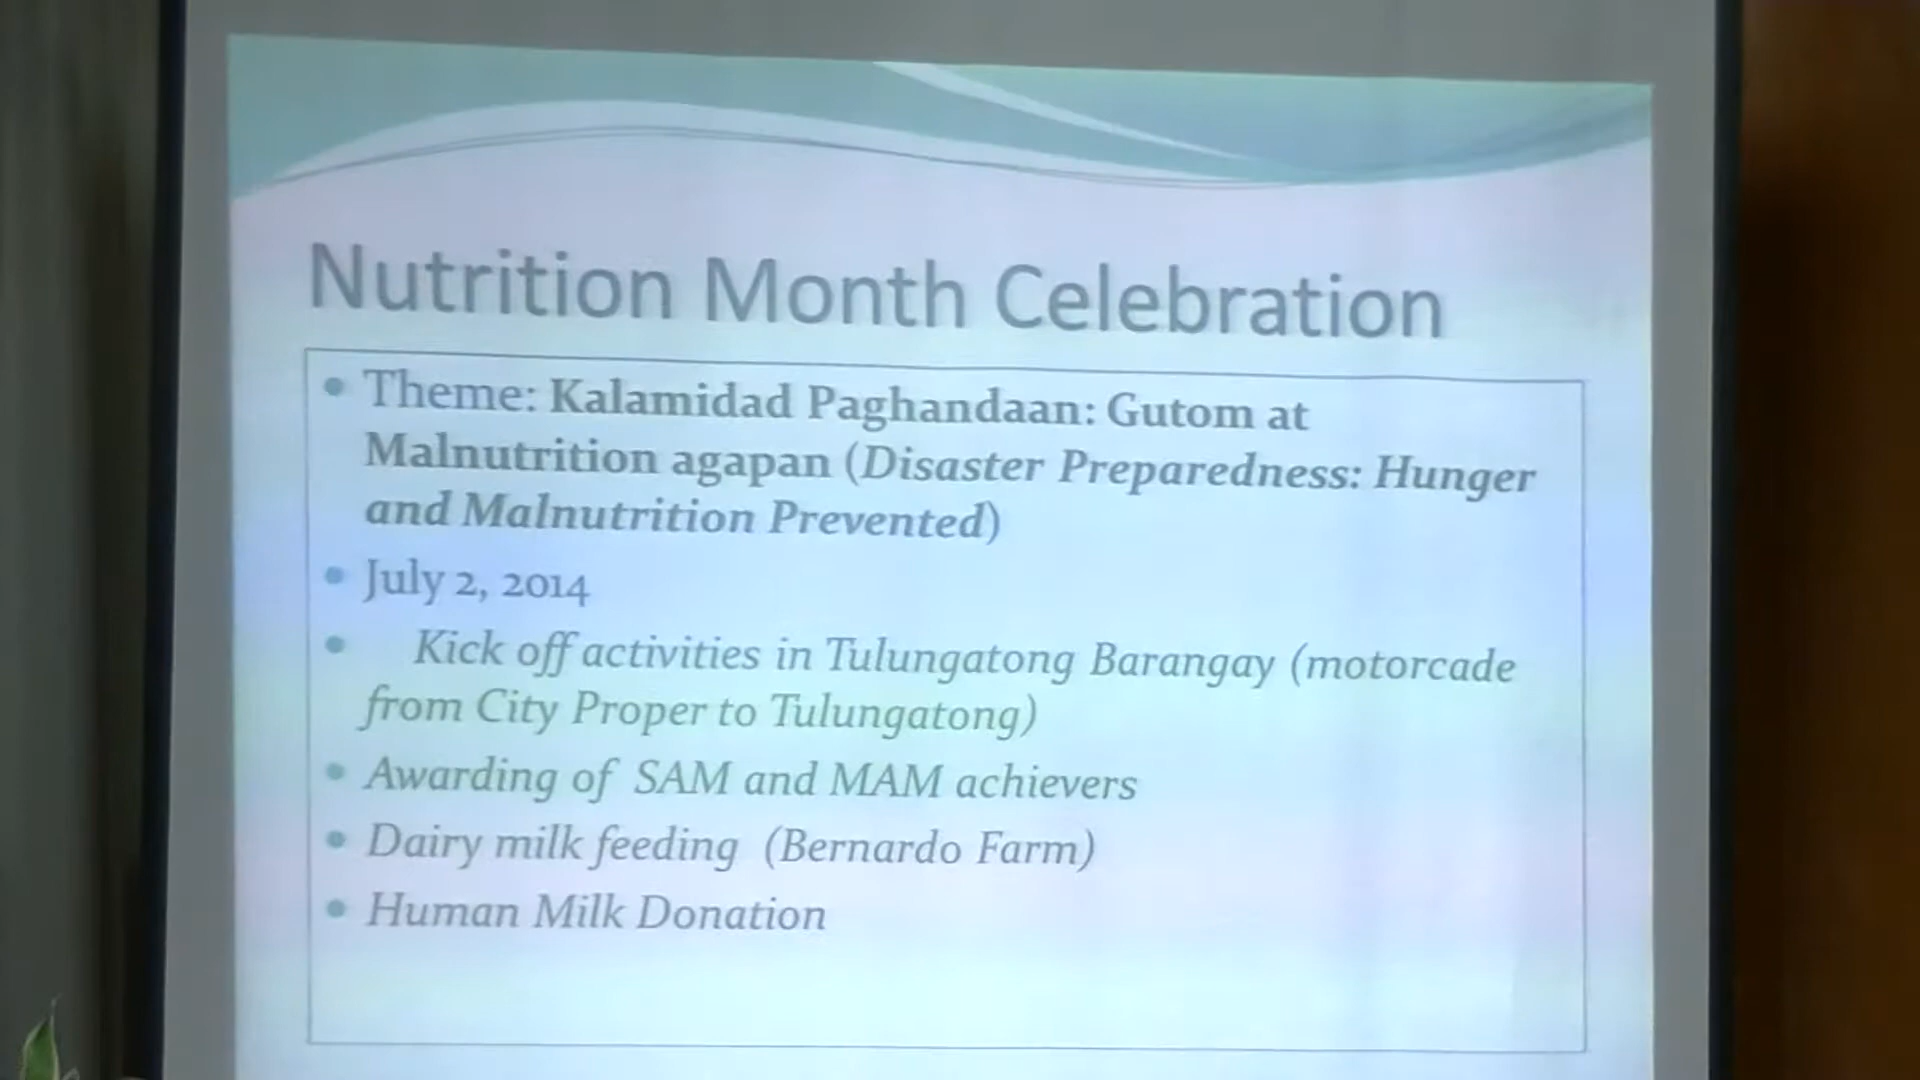 Nutrition Month Celebration
• Theme: Kalamidad Paghandaan: Gutom at
Malnutrition agapan (Disaster Preparedness: Hunger
and Malnutrition Prevented)
• July 2, 2014
• Kick off activities in Tulungatong Barangay (motorcade
from City Proper to Tulungatong)
• Awarding of SAM and MAM achievers
• Dairy milk feeding (Bernardo Farm)
• Human Milk Donation